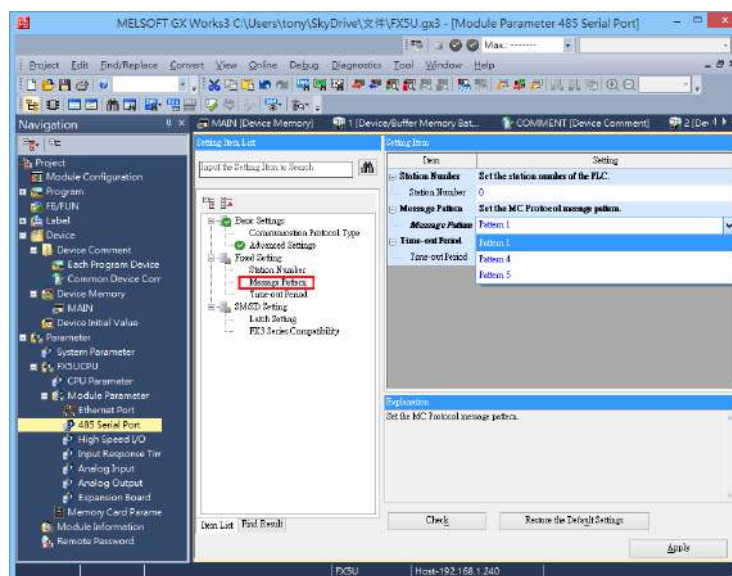 MELSOFT GX Works3 C:\Users\tony\SkyDrive\文件\FX5U.gx3 - [Module Parameter 485 Serial Port]
Max.: -------
Project Edit Find/Replace Convert View Online Debug Diagnostics Tool Window Help
Navigation
MAIN [Device Memory]
1 [Device/Buffer Memory Bat...
COMMENT [Device Comment]
2 [De
Project
Module Configuration
Program
FB/FUN
Label
Device
Device Comment
Each Program Device
Common Device Com
Device Memory
MAIN
Device Initial Value
Parameter
System Parameter
FX5UCPU
CPU Parameter
Module Parameter
Ethernet Port
485 Serial Port
High Speed I/O
Input Response Tim
Analog Input
Analog Output
Expansion Board
Memory Card Parame
Module Information
Remote Password
Setting Item List
Input the Setting Item to Search
Basic Settings
Communication Protocol Type
Advanced Settings
Fixed Setting
Station Number
Message Pattern
Time-out Period
SM/SD Setting
Latch Setting
FX3 Series Compatibility
Item List Find Result
Setting Item
Item Setting
Station Number Set the station number of the PLC.
Station Number 0
Message Pattern Set the MC Protocol message pattern.
Message Pattern Pattern 1
Time-out Period Pattern 1
Time-out Period Pattern 4
Pattern 5
Explanation
Set the MC Protocol message pattern.
Check Restore the Default Settings
Apply
FX5U Host-192.168.1.240